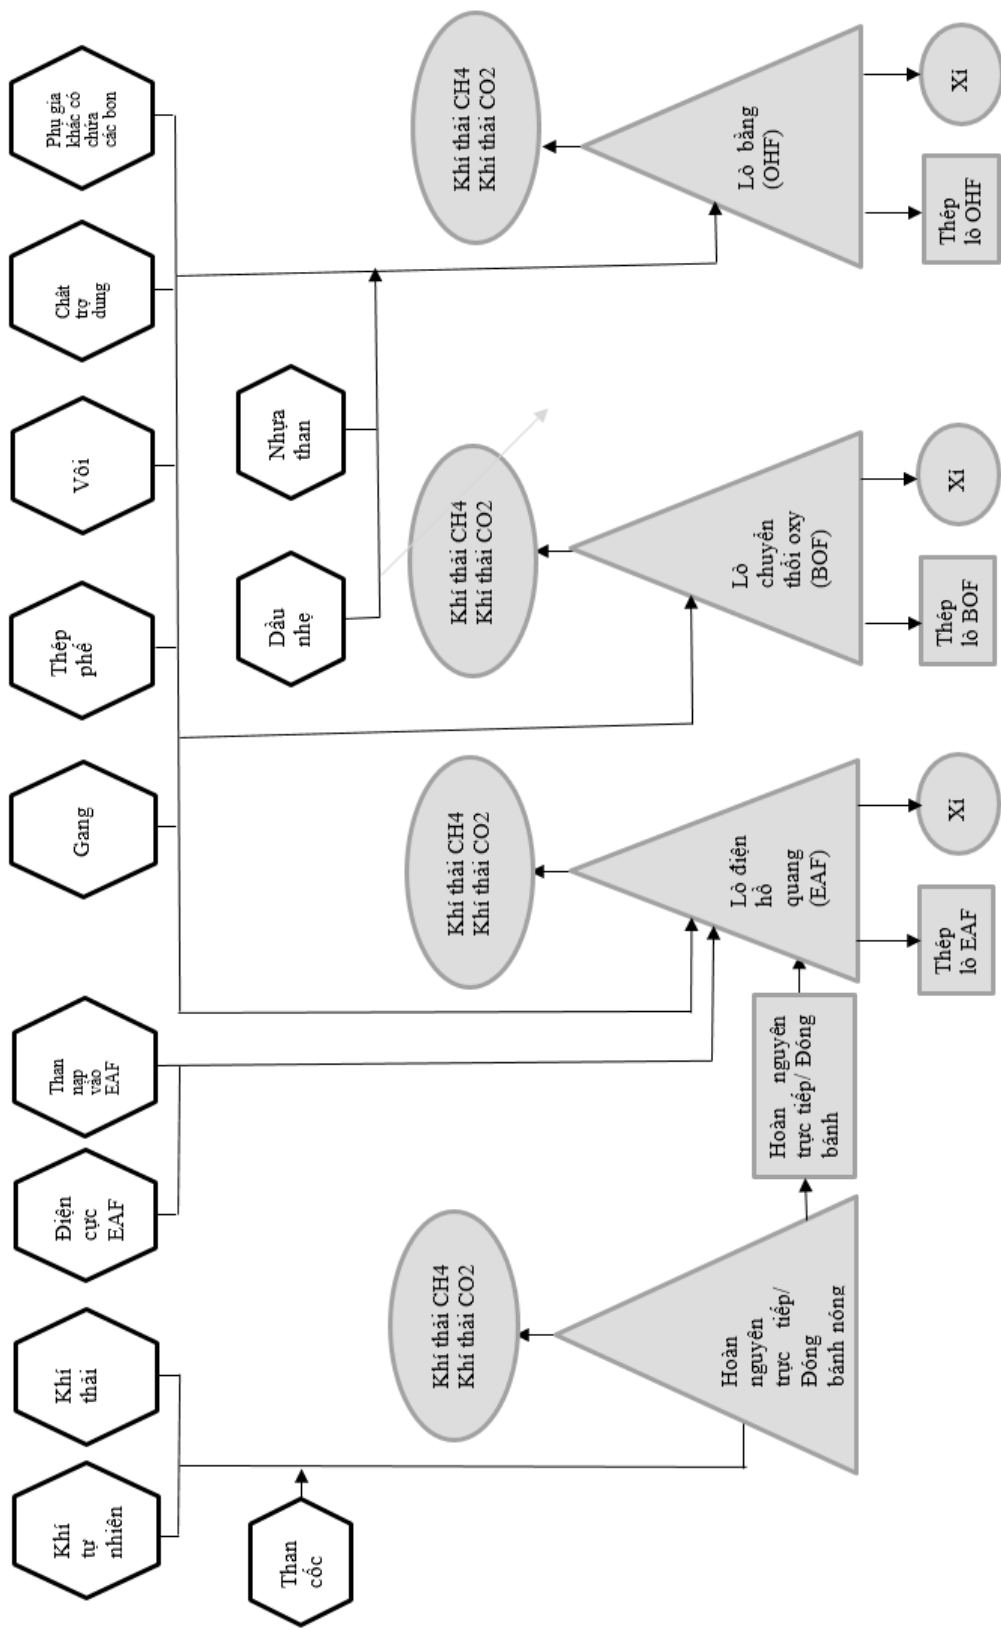 Khí
tự
nhiên
Khí
thải
Điện
cực
EAF
Than
nạp
vào
EAF
Gang
Thép
phế
Vôi
Chất
trợ
dung
Phụ gia
khác có
chứa
các bon
Than
cốc
Dầu
nhẹ
Nhựa
than
Khí thải CH4
Khí thải CO2
Khí thải CH4
Khí thải CO2
Khí thải CH4
Khí thải CO2
Khí thải CH4
Khí thải CO2
Hoàn
nguyên
trực tiếp/
Đóng
bánh nóng
Hoàn nguyên
trực tiếp/ Đóng
bánh
Lò điện
hồ
quang
(EAF)
Lò
chuyển
thổi oxy
(BOF)
Lò bằng
(OHF)
Thép
lò EAF
Xỉ
Thép
lò BOF
Xỉ
Thép
lò OHF
Xỉ